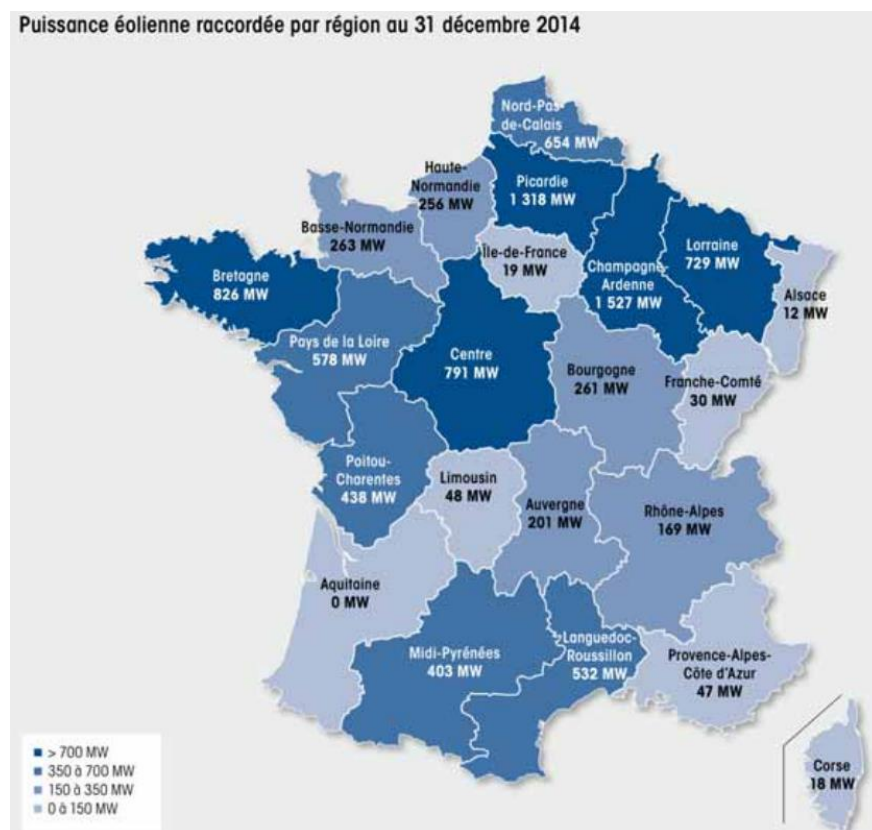 Puissance éolienne raccordée par région au 31 décembre 2014
Nord-Pas-
de-Calais
654 MW
Picardie
1 318 MW
Haute-
Normandie
256 MW
Basse-Normandie
263 MW
Île-de-France
19 MW
Champagne-
Ardenne
1 527 MW
Lorraine
729 MW
Alsace
12 MW
Bretagne
826 MW
Pays de la Loire
578 MW
Centre
791 MW
Bourgogne
261 MW
Franche-Comté
30 MW
Poitou-
Charentes
438 MW
Limousin
48 MW
Auvergne
201 MW
Rhône-Alpes
169 MW
Aquitaine
0 MW
Midi-Pyrénées
403 MW
Languedoc-
Roussillon
532 MW
Provence-Alpes-
Côte d'Azur
47 MW
Corse
18 MW
> 700 MW
350 à 700 MW
150 à 350 MW
0 à 150 MW